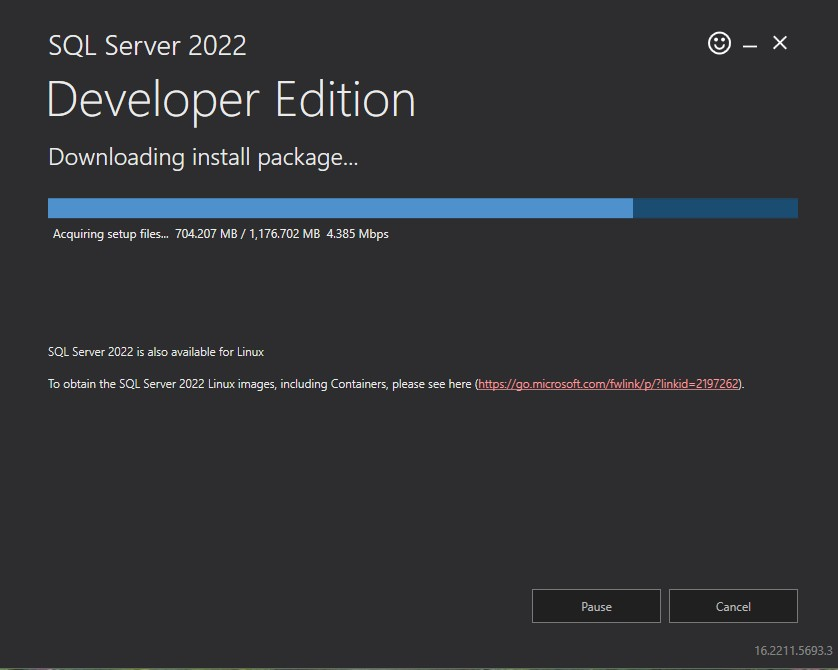 SQL Server 2022
Developer Edition
Downloading install package...
Acquiring setup files... 704.207 MB / 1,176.702 MB 4.385 Mbps
SQL Server 2022 is also available for Linux
To obtain the SQL Server 2022 Linux images, including Containers, please see here (https://go.microsoft.com/fwlink/p/?linkid=2197262).
Pause Cancel
16.2211.5693.3